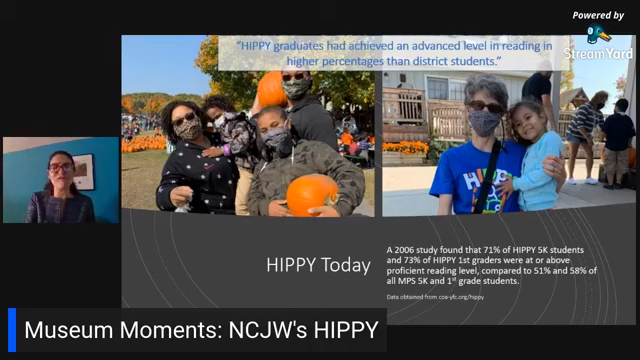 Powered by
StreamYard
"HIPPY graduates had achieved an advanced level in reading in
higher percentages than district students."
HIPPY Today
A 2006 study found that 71% of HIPPY 5K students
and 73% of HIPPY 1st graders were at or above
proficient reading level, compared to 51% and 58% of
all MPS 5K and 1st grade students.
Data obtained from coa-yfc.org/hippy
Museum Moments: NCJW's HIPPY